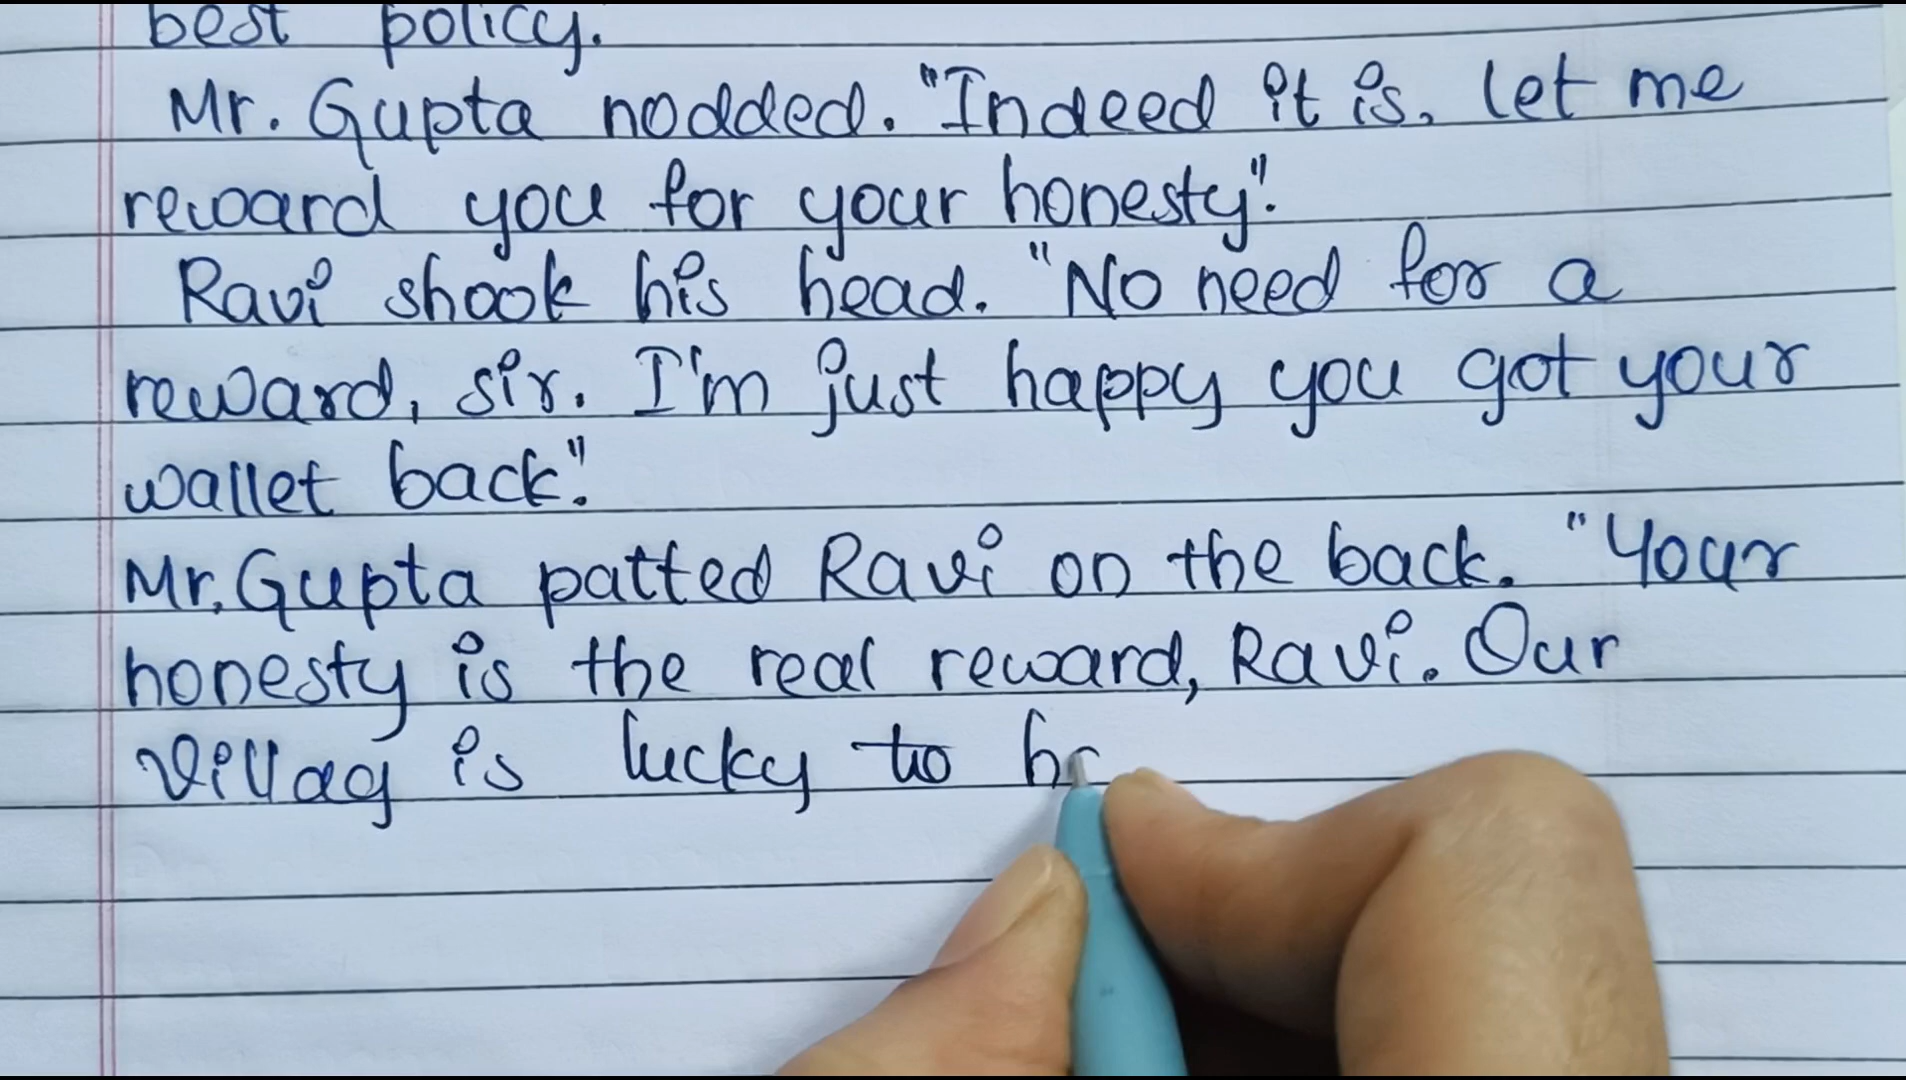 best policy.
Mr. Gupta nodded. "Indeed it is. let me
reward you for your honesty".
Ravi shook his head. "No need for a
reward, sir. I'm just happy you got your
wallet back".
Mr. Gupta patted Ravi on the back. "Your
honesty is the real reward, Ravi. Our
villag is lucky to ha